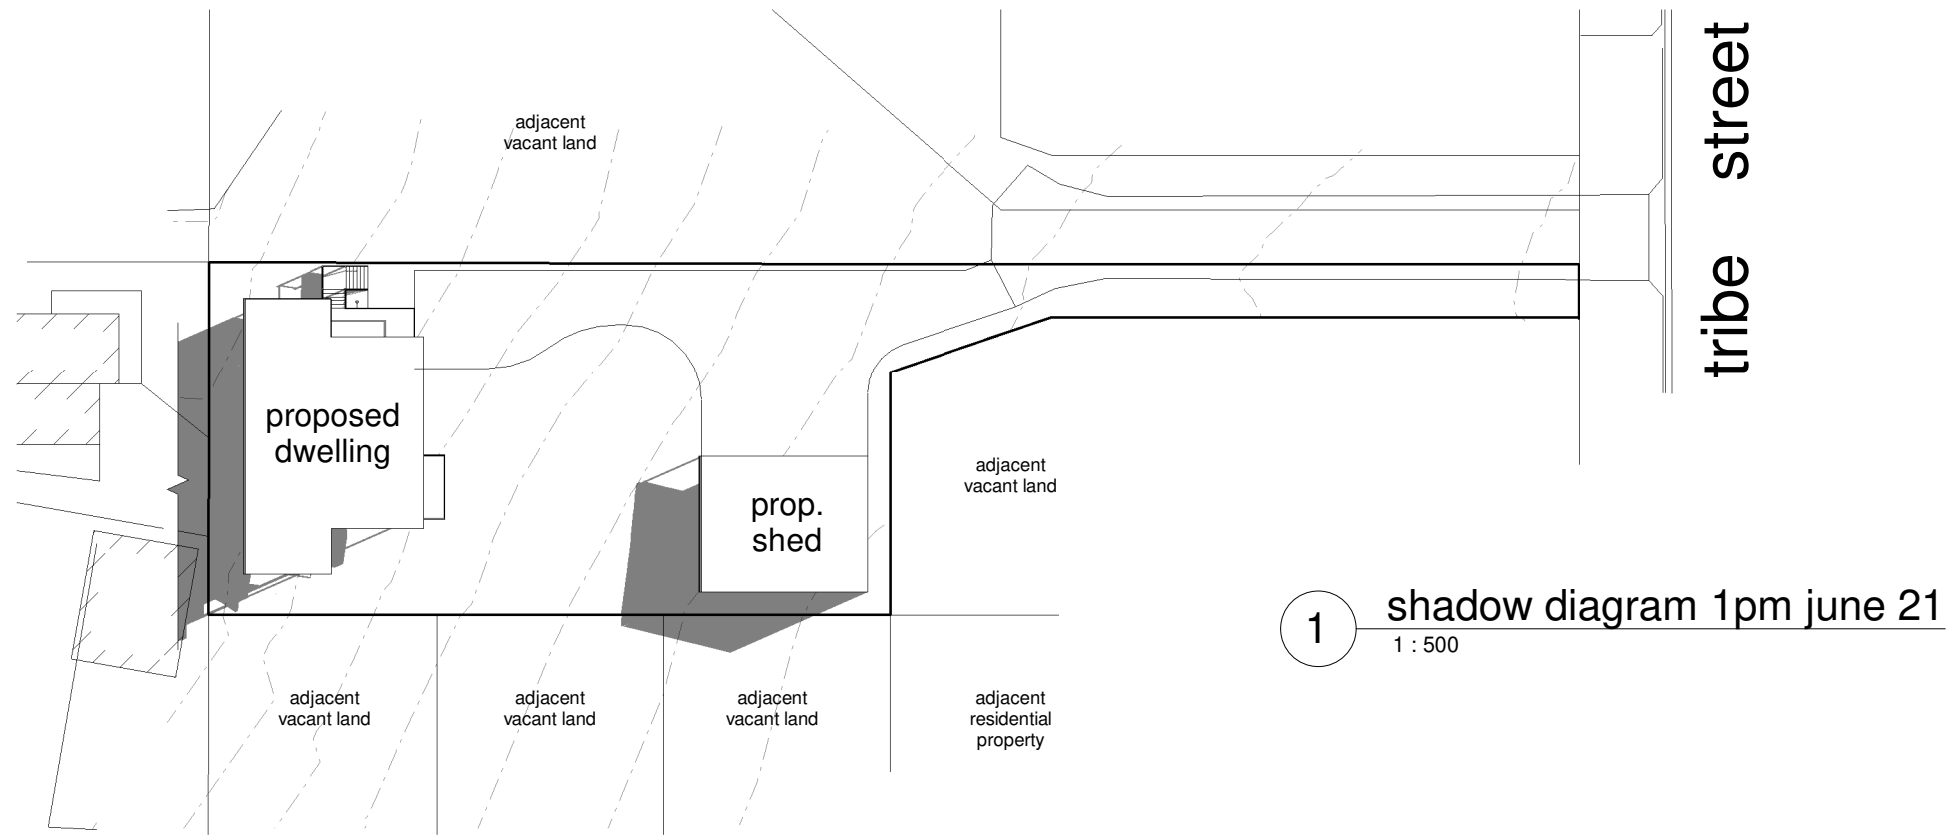 adjacent
vacant land
tribe street
proposed
dwelling
prop.
shed
adjacent
vacant land
1
shadow diagram 1pm june 21
1 : 500
adjacent
vacant land
adjacent
vacant land
adjacent
vacant land
adjacent
residential
property